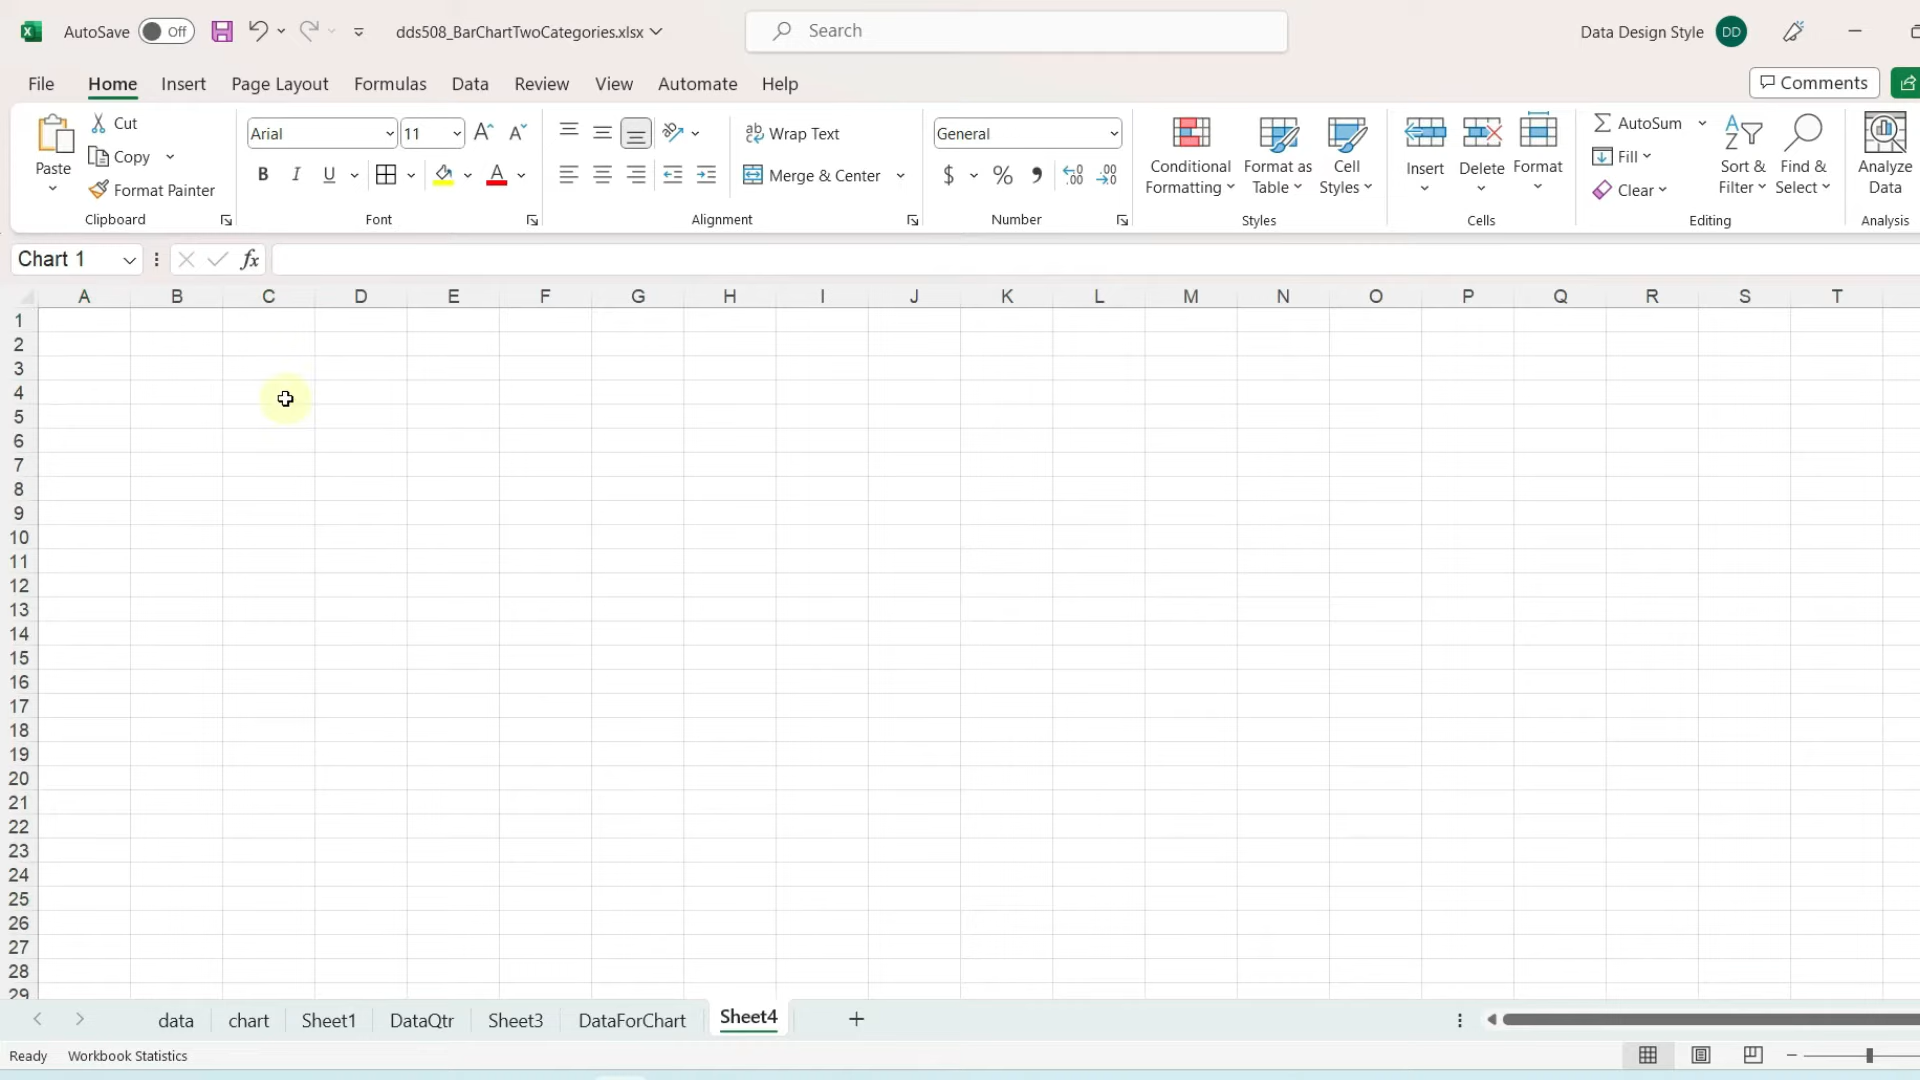 AutoSave Off dds508_BarChartTwoCategories.xlsx Search Data Design Style DD
File Home Insert Page Layout Formulas Data Review View Automate Help Comments
Paste Cut Copy Format Painter Clipboard
Arial 11 B I U A Font
ab Wrap Text Merge & Center Alignment
General $ % Number
Conditional Formatting Format as Table Cell Styles Styles
Insert Delete Format Cells
AutoSum Fill Clear Sort & Filter Find & Select Editing
Analyze Data Analysis
Chart 1 fx
A B C D E F G H I J K L M N O P Q R S T
1
2
3
4
5
6
7
8
9
10
11
12
13
14
15
16
17
18
19
20
21
22
23
24
25
26
27
28
29
data chart Sheet1 DataQtr Sheet3 DataForChart Sheet4
Ready Workbook Statistics